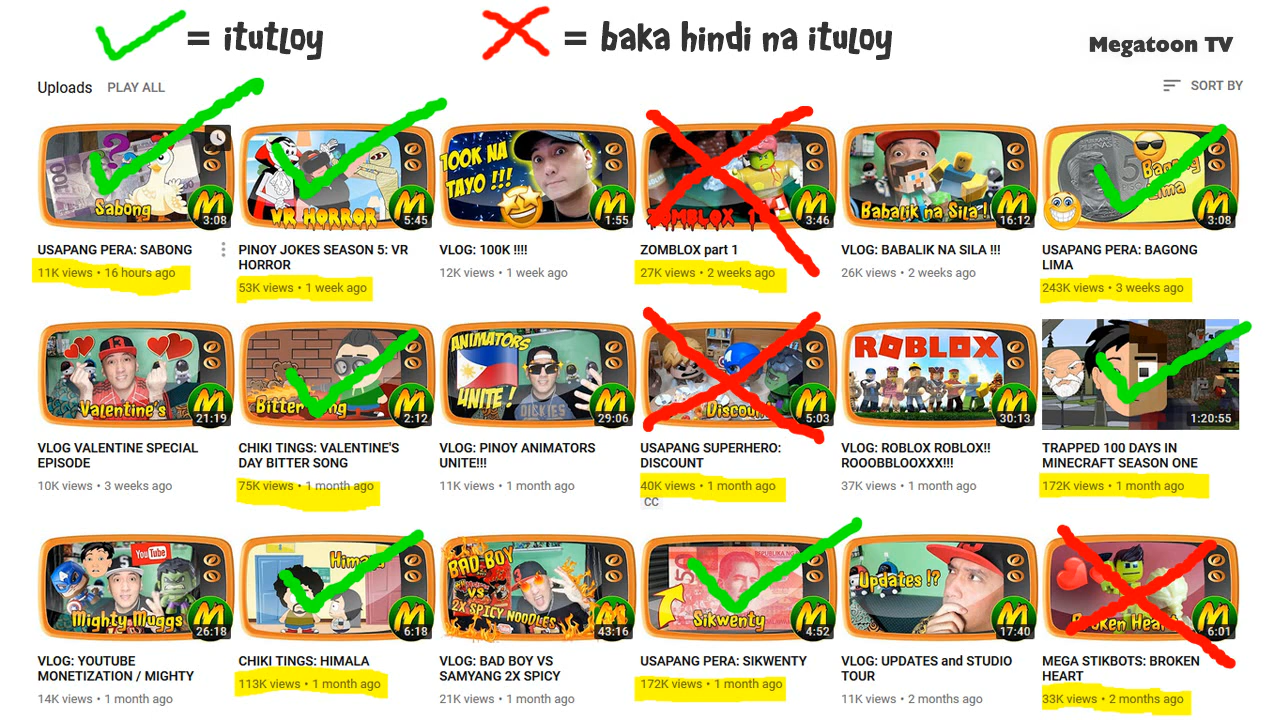 = itutloy
= baka hindi na ituloy
Megatoon TV
Uploads PLAY ALL
SORT BY
100
?
Sabong
M
3:08
VR HORROR
M
5:45
100K NA
TAYO !!!
M
1:55
ZOMBLOX
M
3:46
Babalik na Sila !
M
16:12
5
Bagong
Lima
M
3:08
USAPANG PERA: SABONG
11K views • 16 hours ago
PINOY JOKES SEASON 5: VR
HORROR
53K views • 1 week ago
VLOG: 100K !!!!
12K views • 1 week ago
ZOMBLOX part 1
27K views • 2 weeks ago
VLOG: BABALIK NA SILA !!!
26K views • 2 weeks ago
USAPANG PERA: BAGONG
LIMA
243K views • 3 weeks ago
Valentine's
M
21:19
Bitter
M
2:12
ANIMATORS
UNITE !
DICKIES
M
29:06
Discount
M
5:03
ROBLOX
M
30:13
1:20:55
VLOG VALENTINE SPECIAL
EPISODE
10K views • 3 weeks ago
CHIKI TINGS: VALENTINE'S
DAY BITTER SONG
75K views • 1 month ago
VLOG: PINOY ANIMATORS
UNITE!!!
11K views • 1 month ago
USAPANG SUPERHERO:
DISCOUNT
40K views • 1 month ago
CC
VLOG: ROBLOX ROBLOX!!
ROOOBBLOOXXX!!!
37K views • 1 month ago
TRAPPED 100 DAYS IN
MINECRAFT SEASON ONE
172K views • 1 month ago
YouTube
Mighty Muggs
M
26:18
Himala
M
6:18
BAD BOY
VS
2X SPICY NOODLES
M
43:16
50
REPUBLIKA NG
Sikwenty
M
4:52
Updates !?
M
17:40
Broken Heart
M
6:01
VLOG: YOUTUBE
MONETIZATION / MIGHTY
14K views • 1 month ago
CHIKI TINGS: HIMALA
113K views • 1 month ago
VLOG: BAD BOY VS
SAMYANG 2X SPICY
21K views • 1 month ago
USAPANG PERA: SIKWENTY
172K views • 1 month ago
VLOG: UPDATES and STUDIO
TOUR
11K views • 2 months ago
MEGA STIKBOTS: BROKEN
HEART
33K views • 2 months ago